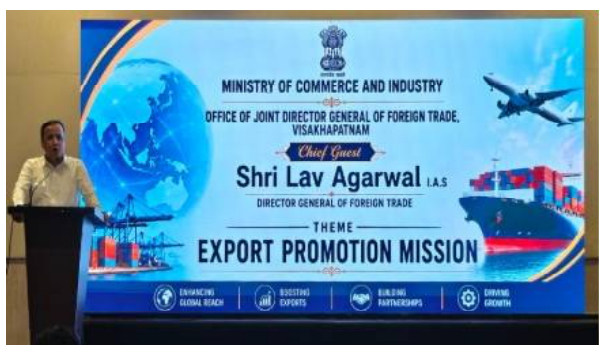 MINISTRY OF COMMERCE AND INDUSTRY
OFFICE OF JOINT DIRECTOR GENERAL OF FOREIGN TRADE,
VISAKHAPATNAM
Chief Guest
Shri Lav Agarwal I.A.S
DIRECTOR GENERAL OF FOREIGN TRADE
THEME
EXPORT PROMOTION MISSION
ENHANCING
GLOBAL REACH
BOOSTING
EXPORTS
BUILDING
PARTNERSHIPS
DRIVING
GROWTH